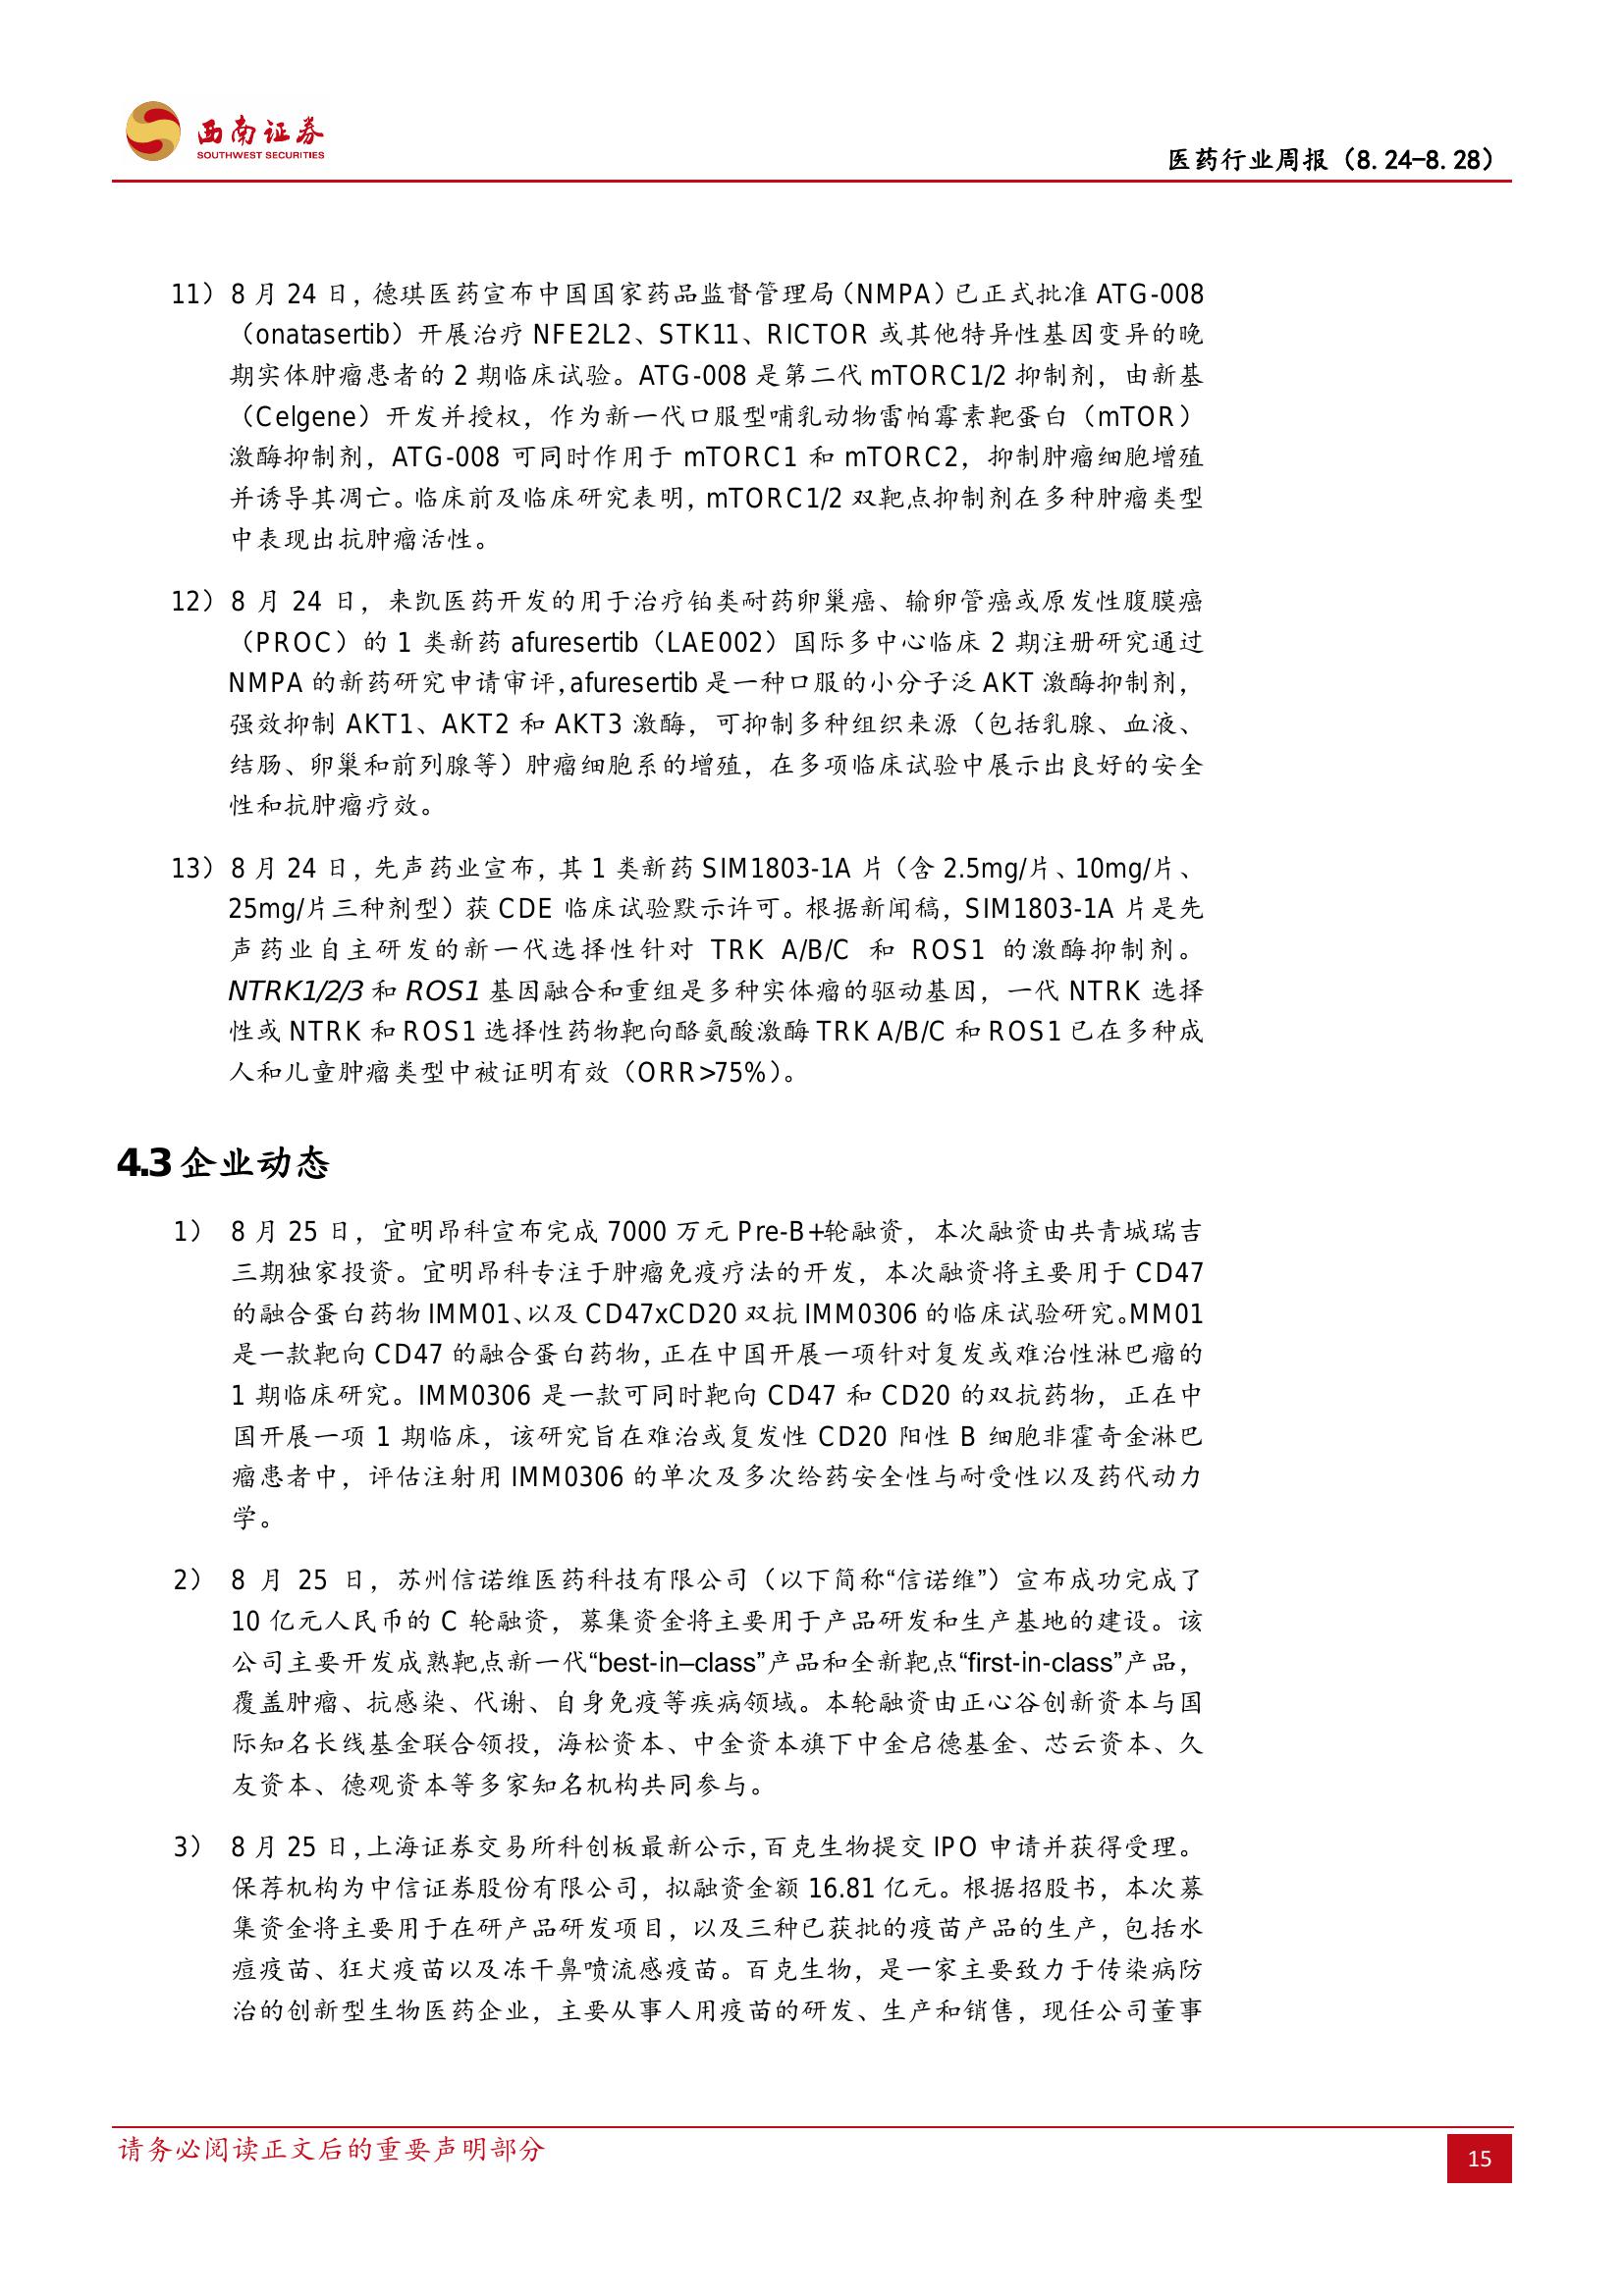 西南证券
SOUTHWEST SECURITIES
医药行业周报（8. 24-8. 28）
11） 8 月 24 日，德琪医药宣布中国国家药品监督管理局（NMPA）已正式批准 ATG-008
（onatasertib）开展治疗 NFE2L2、STK11、RICTOR 或其他特异性基因变异的晚
期实体肿瘤患者的 2 期临床试验。ATG-008 是第二代 mTORC1/2 抑制剂，由新基
（Celgene）开发并授权，作为新一代口服型哺乳动物雷帕霉素靶蛋白（mTOR）
激酶抑制剂，ATG-008 可同时作用于 mTORC1 和 mTORC2，抑制肿瘤细胞增殖
并诱导其凋亡。临床前及临床研究表明，mTORC1/2 双靶点抑制剂在多种肿瘤类型
中表现出抗肿瘤活性。
12） 8 月 24 日，来凯医药开发的用于治疗铂类耐药卵巢癌、输卵管癌或原发性腹膜癌
（PROC）的 1 类新药 afuresertib（LAE002）国际多中心临床 2 期注册研究通过
NMPA 的新药研究申请审评，afuresertib 是一种口服的小分子泛 AKT 激酶抑制剂，
强效抑制 AKT1、AKT2 和 AKT3 激酶，可抑制多种组织来源（包括乳腺、血液、
结肠、卵巢和前列腺等）肿瘤细胞系的增殖，在多项临床试验中展示出良好的安全
性和抗肿瘤疗效。
13） 8 月 24 日，先声药业宣布，其 1 类新药 SIM1803-1A 片（含 2.5mg/片、10mg/片、
25mg/片三种剂型）获 CDE 临床试验默示许可。根据新闻稿，SIM1803-1A 片是先
声药业自主研发的新一代选择性针对 TRK A/B/C 和 ROS1 的激酶抑制剂。
NTRK1/2/3 和 ROS1 基因融合和重组是多种实体瘤的驱动基因，一代 NTRK 选择
性或 NTRK 和 ROS1 选择性药物靶向酪氨酸激酶 TRK A/B/C 和 ROS1 已在多种成
人和儿童肿瘤类型中被证明有效（ORR>75%）。
4.3 企业动态
1） 8 月 25 日，宜明昂科宣布完成 7000 万元 Pre-B+轮融资，本次融资由共青城瑞吉
三期独家投资。宜明昂科专注于肿瘤免疫疗法的开发，本次融资将主要用于 CD47
的融合蛋白药物 IMM01、以及 CD47xCD20 双抗 IMM0306 的临床试验研究。MM01
是一款靶向 CD47 的融合蛋白药物，正在中国开展一项针对复发或难治性淋巴瘤的
1 期临床研究。IMM0306 是一款可同时靶向 CD47 和 CD20 的双抗药物，正在中
国开展一项 1 期临床，该研究旨在难治或复发性 CD20 阳性 B 细胞非霍奇金淋巴
瘤患者中，评估注射用 IMM0306 的单次及多次给药安全性与耐受性以及药代动力
学。
2） 8 月 25 日，苏州信诺维医药科技有限公司（以下简称“信诺维”）宣布成功完成了
10 亿元人民币的 C 轮融资，募集资金将主要用于产品研发和生产基地的建设。该
公司主要开发成熟靶点新一代“best-in–class”产品和全新靶点“first-in-class”产品，
覆盖肿瘤、抗感染、代谢、自身免疫等疾病领域。本轮融资由正心谷创新资本与国
际知名长线基金联合领投，海松资本、中金资本旗下中金启德基金、芯云资本、久
友资本、德观资本等多家知名机构共同参与。
3） 8 月 25 日，上海证券交易所科创板最新公示，百克生物提交 IPO 申请并获得受理。
保荐机构为中信证券股份有限公司，拟融资金额 16.81 亿元。根据招股书，本次募
集资金将主要用于在研产品研发项目，以及三种已获批的疫苗产品的生产，包括水
痘疫苗、狂犬疫苗以及冻干鼻喷流感疫苗。百克生物，是一家主要致力于传染病防
治的创新型生物医药企业，主要从事人用疫苗的研发、生产和销售，现任公司董事
请务必阅读正文后的重要声明部分
15